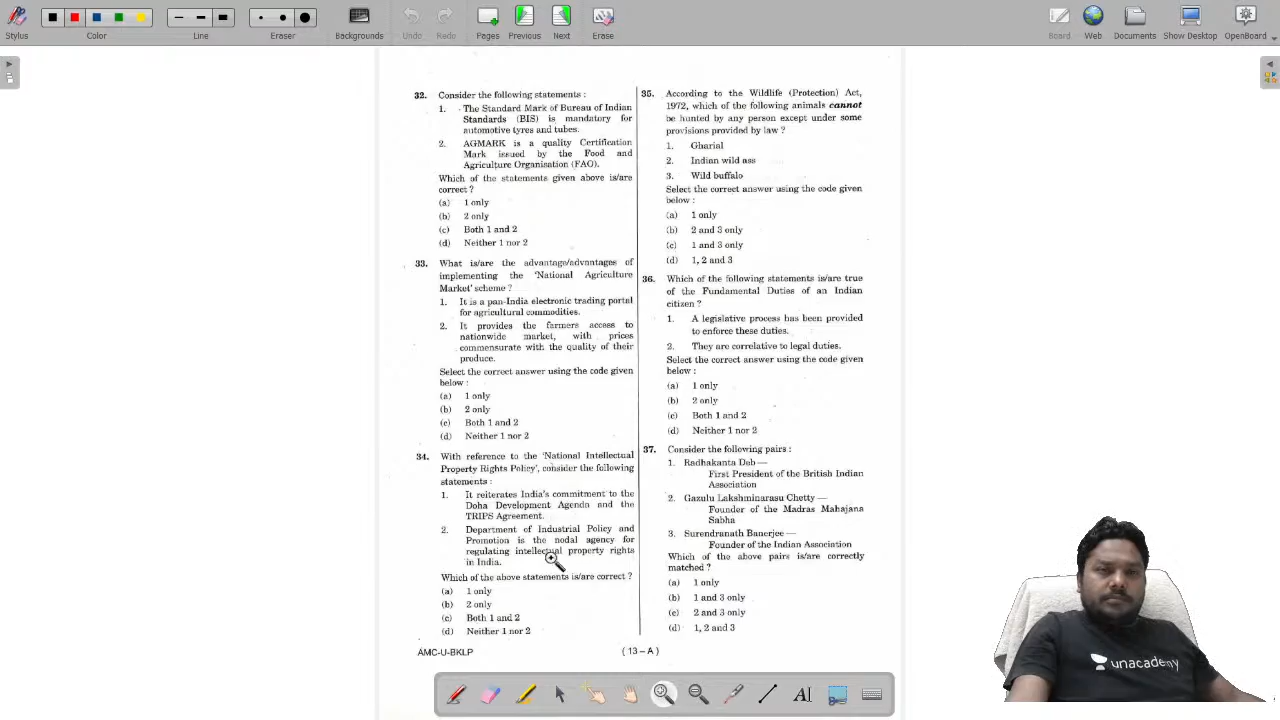 Stylus
Color
Line
Eraser
Backgrounds
Undo
Redo
Pages
Previous
Next
Erase
Board
Web
Documents
Show Desktop
OpenBoard
32. Consider the following statements :
1. The Standard Mark of Bureau of Indian
Standards (BIS) is mandatory for
automotive tyres and tubes.
2. AGMARK is a quality Certification
Mark issued by the Food and
Agriculture Organisation (FAO).
Which of the statements given above is/are
correct ?
(a) 1 only
(b) 2 only
(c) Both 1 and 2
(d) Neither 1 nor 2
33. What is/are the advantage/advantages of
implementing the 'National Agriculture
Market' scheme ?
1. It is a pan-India electronic trading portal
for agricultural commodities.
2. It provides the farmers access to
nationwide market, with prices
commensurate with the quality of their
produce.
Select the correct answer using the code given
below :
(a) 1 only
(b) 2 only
(c) Both 1 and 2
(d) Neither 1 nor 2
34. With reference to the 'National Intellectual
Property Rights Policy', consider the following
statements :
1. It reiterates India's commitment to the
Doha Development Agenda and the
TRIPS Agreement.
2. Department of Industrial Policy and
Promotion is the nodal agency for
regulating intellectual property rights
in India.
Which of the above statements is/are correct ?
(a) 1 only
(b) 2 only
(c) Both 1 and 2
(d) Neither 1 nor 2
35. According to the Wildlife (Protection) Act,
1972, which of the following animals cannot
be hunted by any person except under some
provisions provided by law ?
1. Gharial
2. Indian wild ass
3. Wild buffalo
Select the correct answer using the code given
below :
(a) 1 only
(b) 2 and 3 only
(c) 1 and 3 only
(d) 1, 2 and 3
36. Which of the following statements is/are true
of the Fundamental Duties of an Indian
citizen ?
1. A legislative process has been provided
to enforce these duties.
2. They are correlative to legal duties.
Select the correct answer using the code given
below :
(a) 1 only
(b) 2 only
(c) Both 1 and 2
(d) Neither 1 nor 2
37. Consider the following pairs :
1. Radhakanta Deb —
First President of the British Indian
Association
2. Gazulu Lakshminarasu Chetty —
Founder of the Madras Mahajana
Sabha
3. Surendranath Banerjee —
Founder of the Indian Association
Which of the above pairs is/are correctly
matched ?
(a) 1 only
(b) 1 and 3 only
(c) 2 and 3 only
(d) 1, 2 and 3
AMC-U-BKLP
( 13 – A )
unacademy